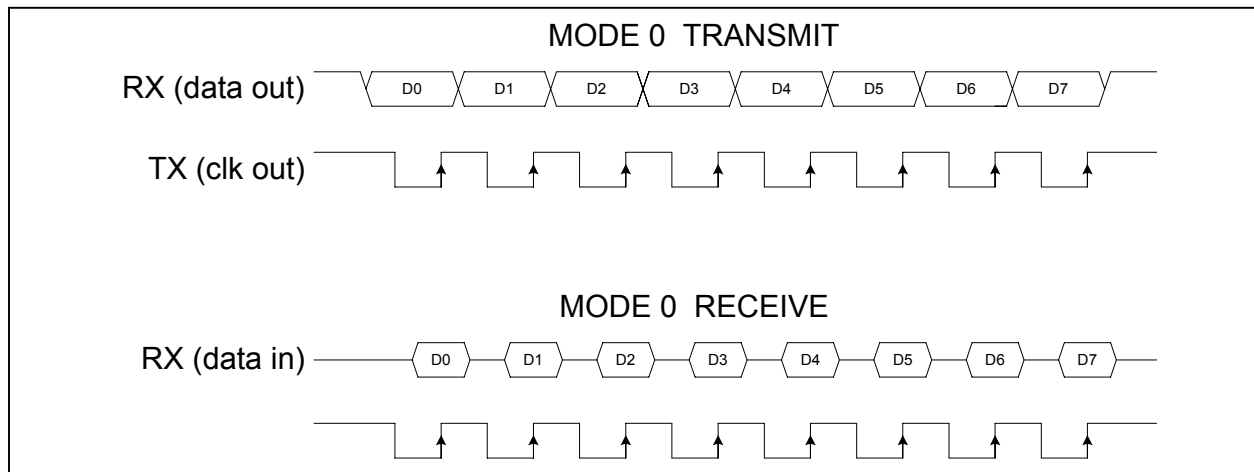 MODE 0 TRANSMIT
RX (data out) D0 D1 D2 D3 D4 D5 D6 D7
TX (clk out)
MODE 0 RECEIVE
RX (data in) D0 D1 D2 D3 D4 D5 D6 D7